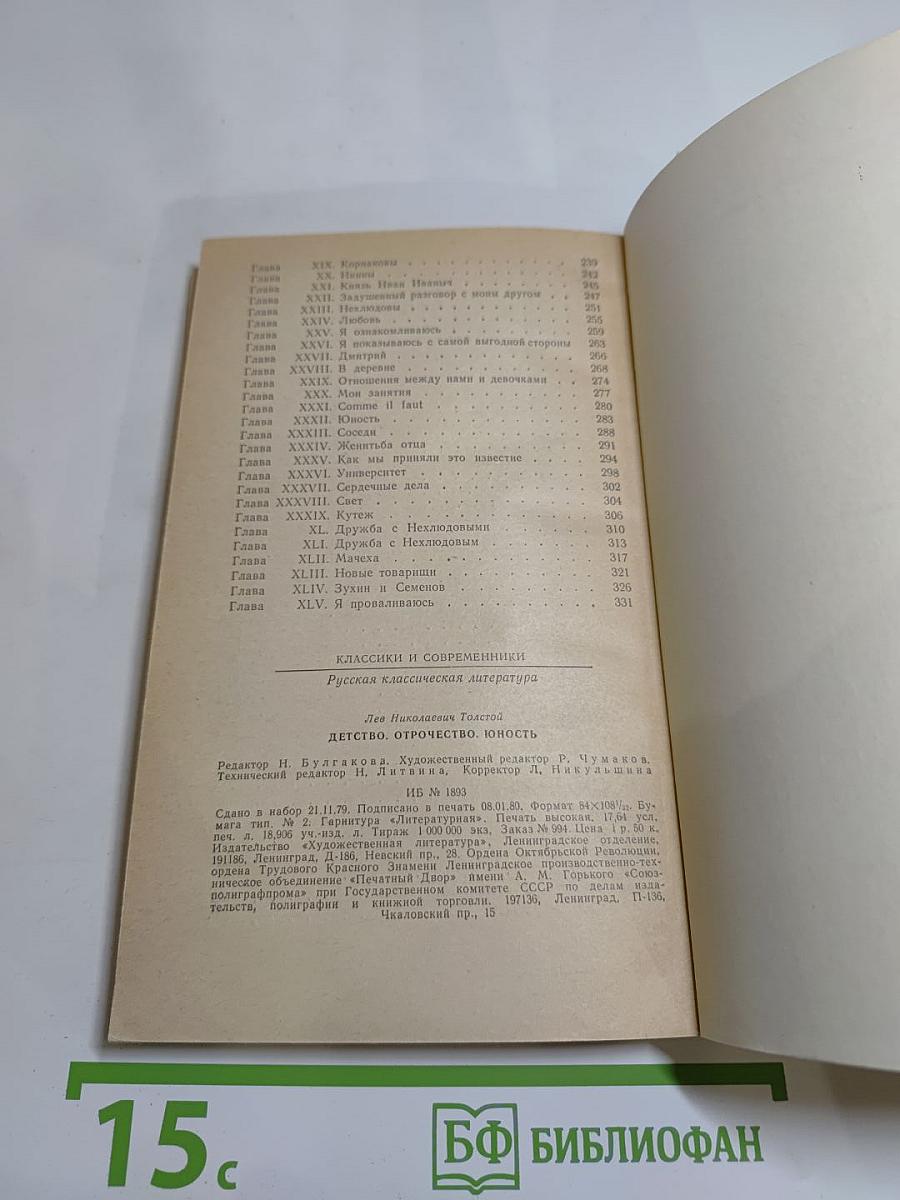 Глава XIX. Корнаковы . . . . . . . . . . 239
Глава XX. Ивины . . . . . . . . . . 242
Глава XXI. Князь Иван Иваныч . . . . . . . . 245
Глава XXII. Задушевный разговор с моим другом . . 247
Глава XXIII. Нехлюдовы . . . . . . . . . . 251
Глава XXIV. Любовь . . . . . . . . . . 255
Глава XXV. Я ознакомливаюсь . . . . . . . . 259
Глава XXVI. Я показываюсь с самой выгодной стороны 263
Глава XXVII. Дмитрий . . . . . . . . . . 266
Глава XXVIII. В деревне . . . . . . . . . . 268
Глава XXIX. Отношения между нами и девочками . . 274
Глава XXX. Мои занятия . . . . . . . . . . 277
Глава XXXI. Comme il faut . . . . . . . . . . 280
Глава XXXII. Юность . . . . . . . . . . 283
Глава XXXIII. Соседи . . . . . . . . . . 288
Глава XXXIV. Женитьба отца . . . . . . . . . 291
Глава XXXV. Как мы приняли это известие . . . . 294
Глава XXXVI. Университет . . . . . . . . . . 298
Глава XXXVII. Сердечные дела . . . . . . . . . 302
Глава XXXVIII. Свет . . . . . . . . . . 304
Глава XXXIX. Кутеж . . . . . . . . . . 306
Глава XL. Дружба с Нехлюдовыми . . . . . . 310
Глава XLI. Дружба с Нехлюдовым . . . . . . . 313
Глава XLII. Мачеха . . . . . . . . . . 317
Глава XLIII. Новые товарищи . . . . . . . . . 321
Глава XLIV. Зухин и Семенов . . . . . . . . 326
Глава XLV. Я проваливаюсь . . . . . . . . . 331
КЛАССИКИ И СОВРЕМЕННИКИ
Русская классическая литература
Лев Николаевич Толстой
ДЕТСТВО. ОТРОЧЕСТВО. ЮНОСТЬ
Редактор Н. Булгакова. Художественный редактор Р. Чумаков.
Технический редактор Н. Литвина, Корректор Л. Никульшина
ИБ № 1893
Сдано в набор 21.11.79. Подписано в печать 08.01.80. Формат 84×108¹/₃₂. Бу-
мага тип. № 2. Гарнитура «Литературная». Печать высокая. 17,64 усл.
печ. л. 18,906 уч.-изд. л. Тираж 1 000 000 экз. Заказ № 994. Цена 1 р. 50 к.
Издательство «Художественная литература», Ленинградское отделение,
191186, Ленинград, Д-186, Невский пр., 28. Ордена Октябрьской Революции,
ордена Трудового Красного Знамени Ленинградское производственно-тех-
ническое объединение «Печатный Двор» имени А. М. Горького «Союз-
полиграфпрома» при Государственном комитете СССР по делам изда-
тельств, полиграфии и книжной торговли. 197136, Ленинград, П-136,
Чкаловский пр., 15
15 с
БФ БИБЛИОФАН